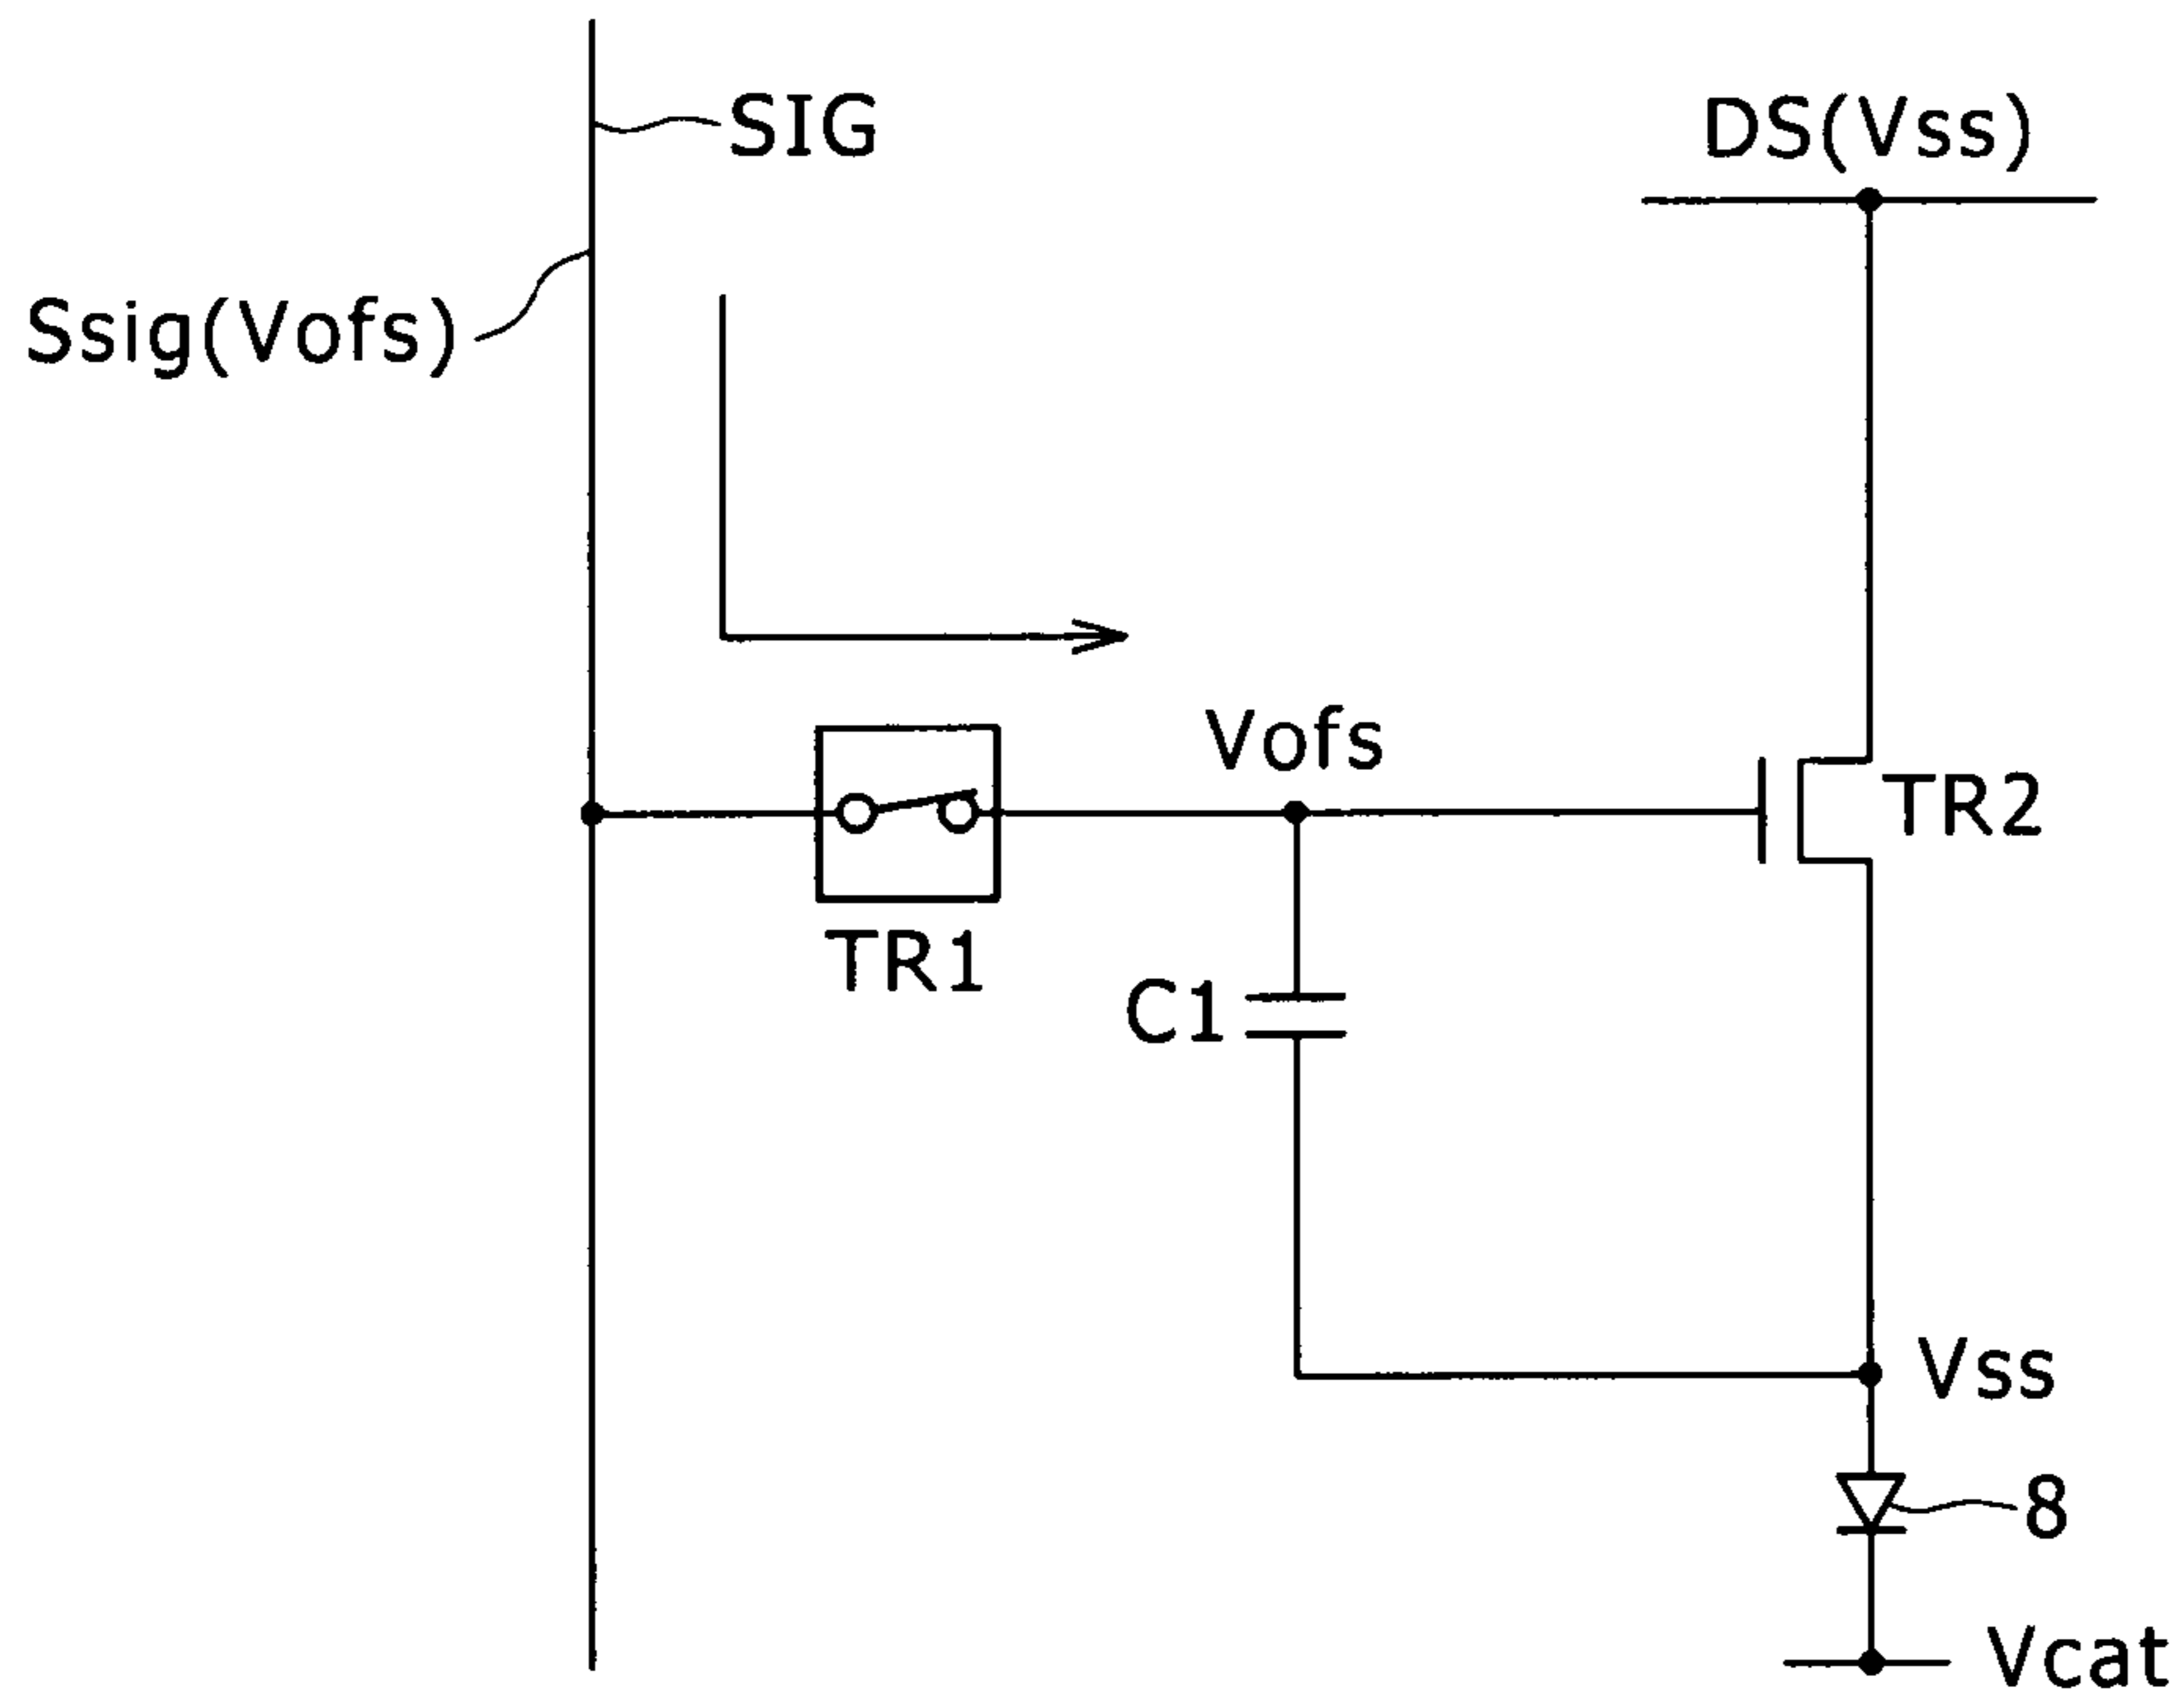 SIG
DS(Vss)
Ssig(Vofs)
Vofs
TR2
TR1
C1
Vss
8
Vcat